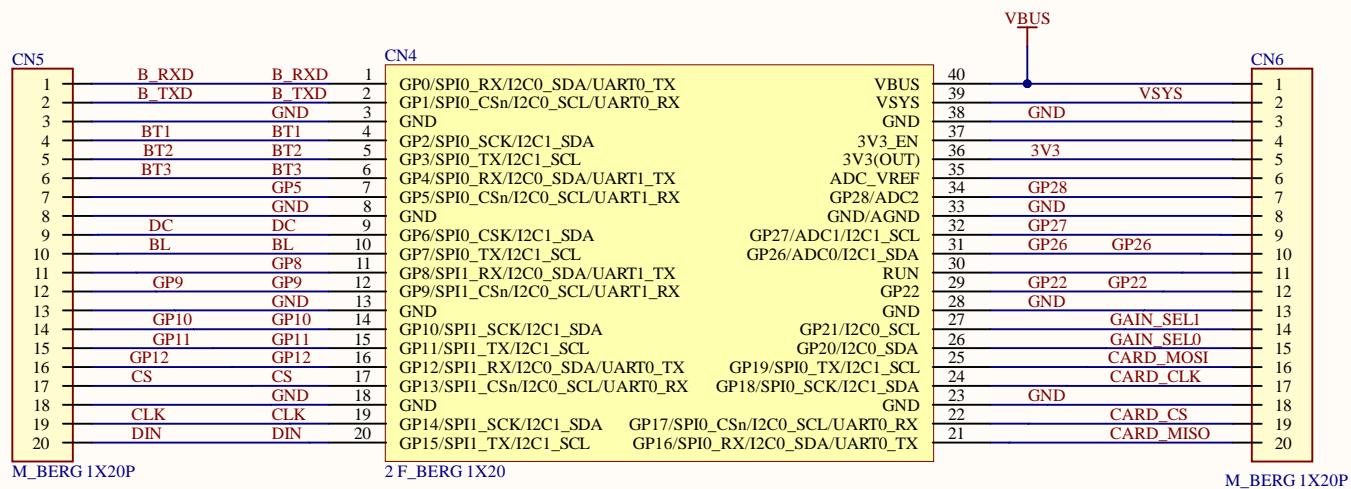 VBUS
CN5 CN4 CN6
1 B_RXD B_RXD 1 GP0/SPI0_RX/I2C0_SDA/UART0_TX VBUS 40 1
2 B_TXD B_TXD 2 GP1/SPI0_CSn/I2C0_SCL/UART0_RX VSYS 39 VSYS 2
3 GND 3 GND GND 38 GND 3
4 BT1 BT1 4 GP2/SPI0_SCK/I2C1_SDA 3V3_EN 37 4
5 BT2 BT2 5 GP3/SPI0_TX/I2C1_SCL 3V3(OUT) 36 3V3 5
6 BT3 BT3 6 GP4/SPI0_RX/I2C0_SDA/UART1_TX ADC_VREF 35 6
7 GP5 7 GP5/SPI0_CSn/I2C0_SCL/UART1_RX GP28/ADC2 34 GP28 7
8 GND 8 GND GND/AGND 33 GND 8
9 DC DC 9 GP6/SPI0_CSK/I2C1_SDA GP27/ADC1/I2C1_SCL 32 GP27 9
10 BL BL 10 GP7/SPI0_TX/I2C1_SCL GP26/ADC0/I2C1_SDA 31 GP26 GP26 10
11 GP8 11 GP8/SPI1_RX/I2C0_SDA/UART1_TX RUN 30 11
12 GP9 GP9 12 GP9/SPI1_CSn/I2C0_SCL/UART1_RX GP22 29 GP22 GP22 12
13 GND 13 GND GND 28 GND 13
14 GP10 GP10 14 GP10/SPI1_SCK/I2C1_SDA GP21/I2C0_SCL 27 GAIN_SEL1 14
15 GP11 GP11 15 GP11/SPI1_TX/I2C1_SCL GP20/I2C0_SDA 26 GAIN_SEL0 15
16 GP12 GP12 16 GP12/SPI1_RX/I2C0_SDA/UART0_TX GP19/SPI0_TX/I2C1_SCL 25 CARD_MOSI 16
17 CS CS 17 GP13/SPI1_CSn/I2C0_SCL/UART0_RX GP18/SPI0_SCK/I2C1_SDA 24 CARD_CLK 17
18 GND 18 GND GND 23 GND 18
19 CLK CLK 19 GP14/SPI1_SCK/I2C1_SDA GP17/SPI0_CSn/I2C0_SCL/UART0_RX 22 CARD_CS 19
20 DIN DIN 20 GP15/SPI1_TX/I2C1_SCL GP16/SPI0_RX/I2C0_SDA/UART0_TX 21 CARD_MISO 20
M_BERG 1X20P 2 F_BERG 1X20 M_BERG 1X20P